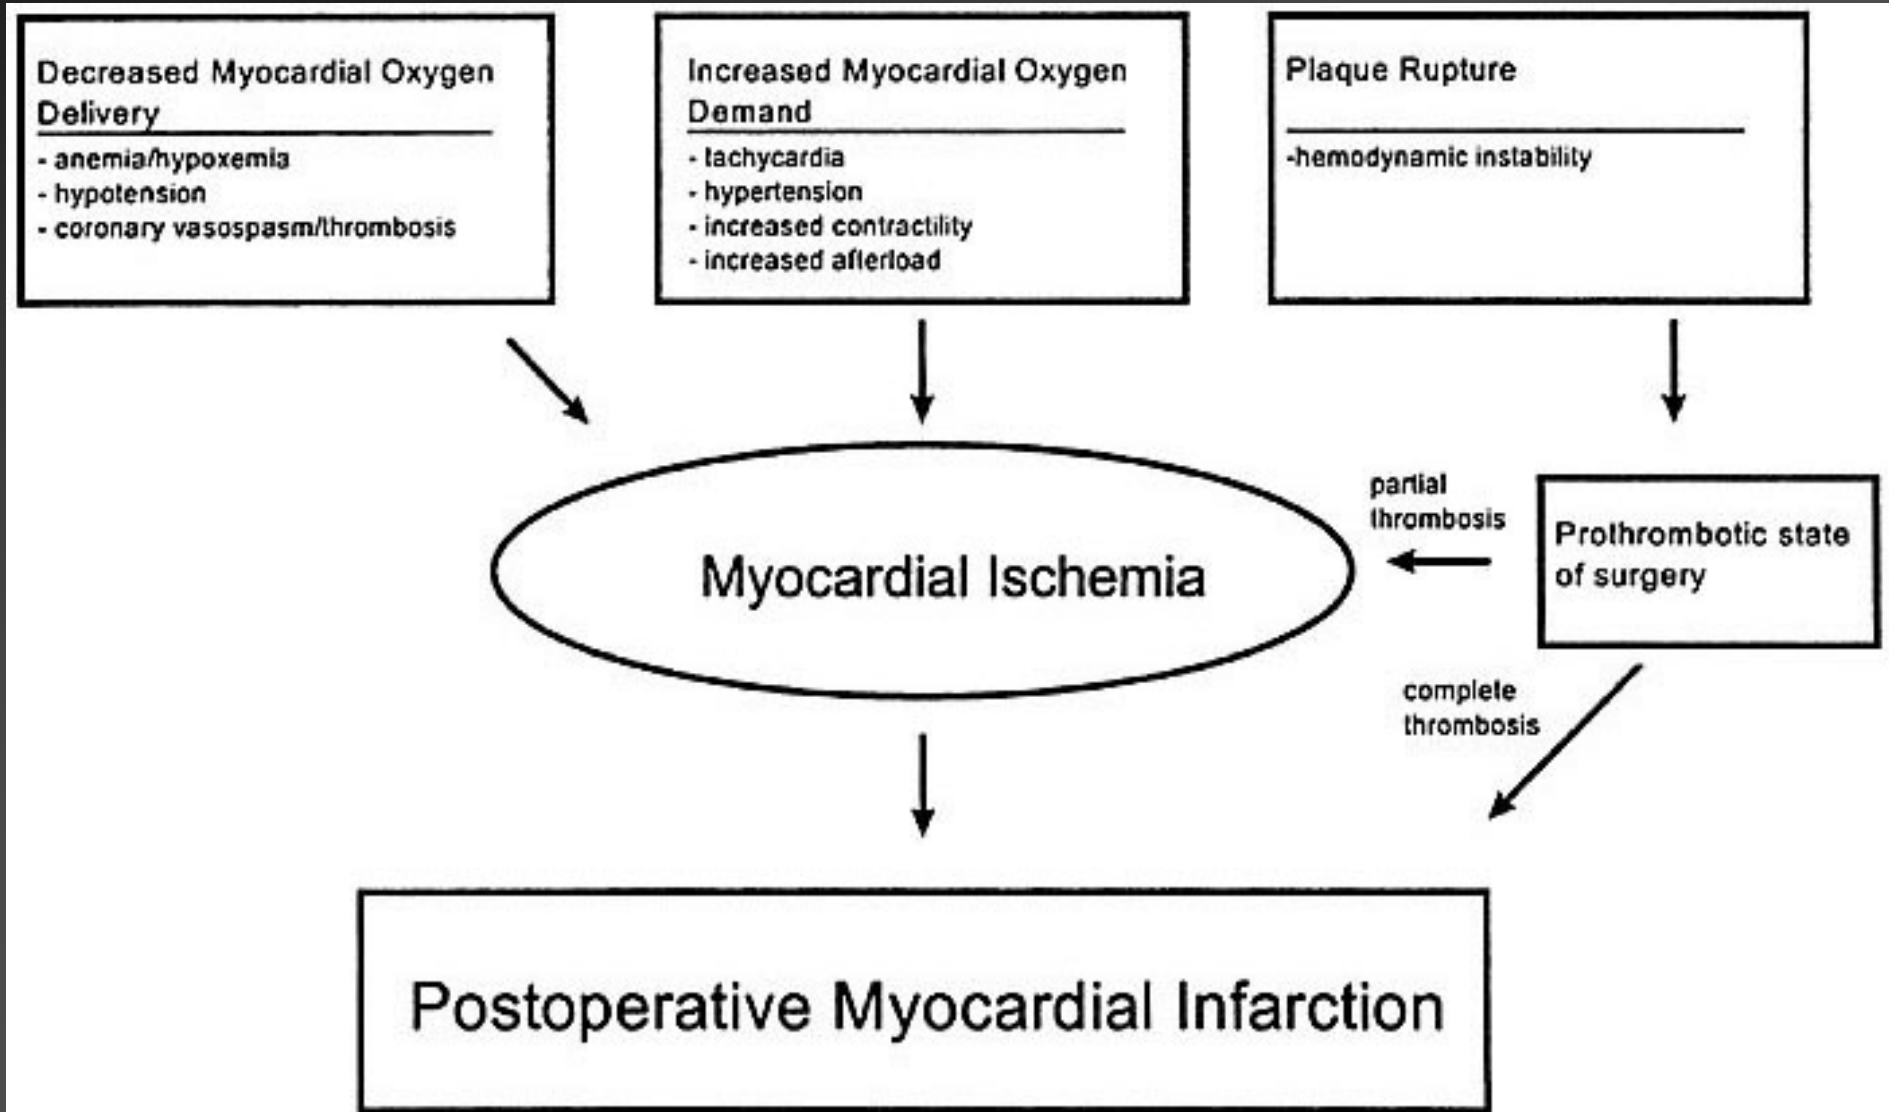 Decreased Myocardial Oxygen
Delivery
- anemia/hypoxemia
- hypotension
- coronary vasospasm/thrombosis
Increased Myocardial Oxygen
Demand
- tachycardia
- hypertension
- increased contractility
- increased afterload
Plaque Rupture
-hemodynamic instability
partial
thrombosis
Prothrombotic state
of surgery
Myocardial Ischemia
complete
thrombosis
Postoperative Myocardial Infarction